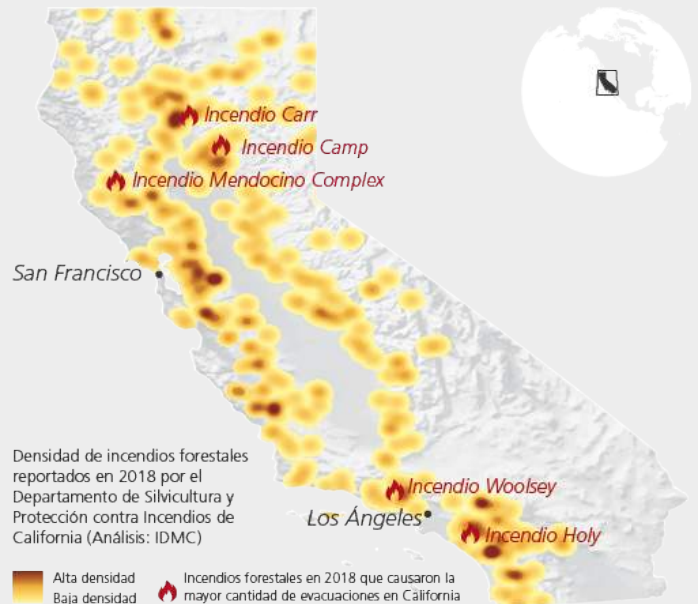 Incendio Carr
Incendio Camp
Incendio Mendocino Complex
San Francisco
Densidad de incendios forestales
reportados en 2018 por el
Departamento de Silvicultura y
Protección contra Incendios de
California (Análisis: IDMC)
Incendio Woolsey
Los Ángeles
Incendio Holy
Alta densidad
Baja densidad
Incendios forestales en 2018 que causaron la
mayor cantidad de evacuaciones en California